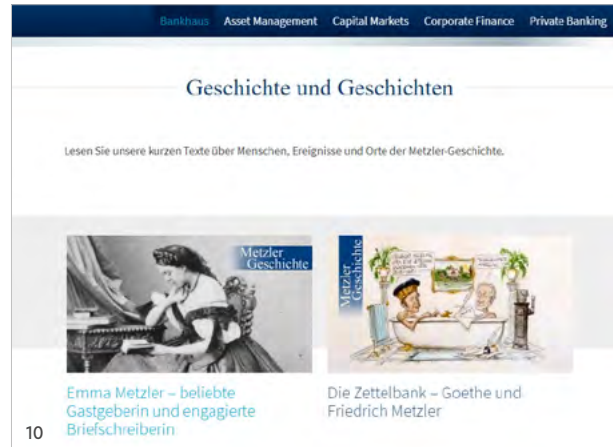 Bankhaus Asset Management Capital Markets Corporate Finance Private Banking
Geschichte und Geschichten
Lesen Sie unsere kurzen Texte über Menschen, Ereignisse und Orte der Metzler-Geschichte.
Metzler
Geschichte
Metzler
Geschichte
Emma Metzler – beliebte
Gastgeberin und engagierte
Briefschreiberin
Die Zettelbank – Goethe und
Friedrich Metzler
10